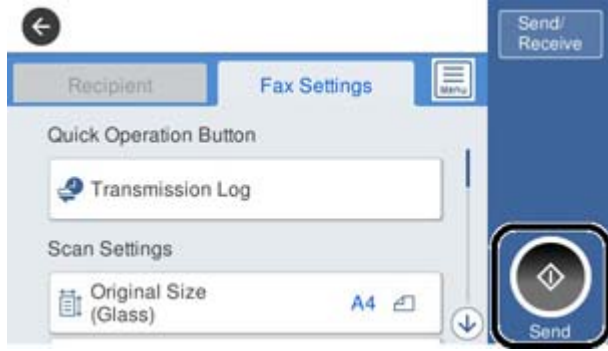 Send/
Receive
Recipient
Fax Settings
Menu
Quick Operation Button
Transmission Log
Scan Settings
Original Size
(Glass)
A4
Send